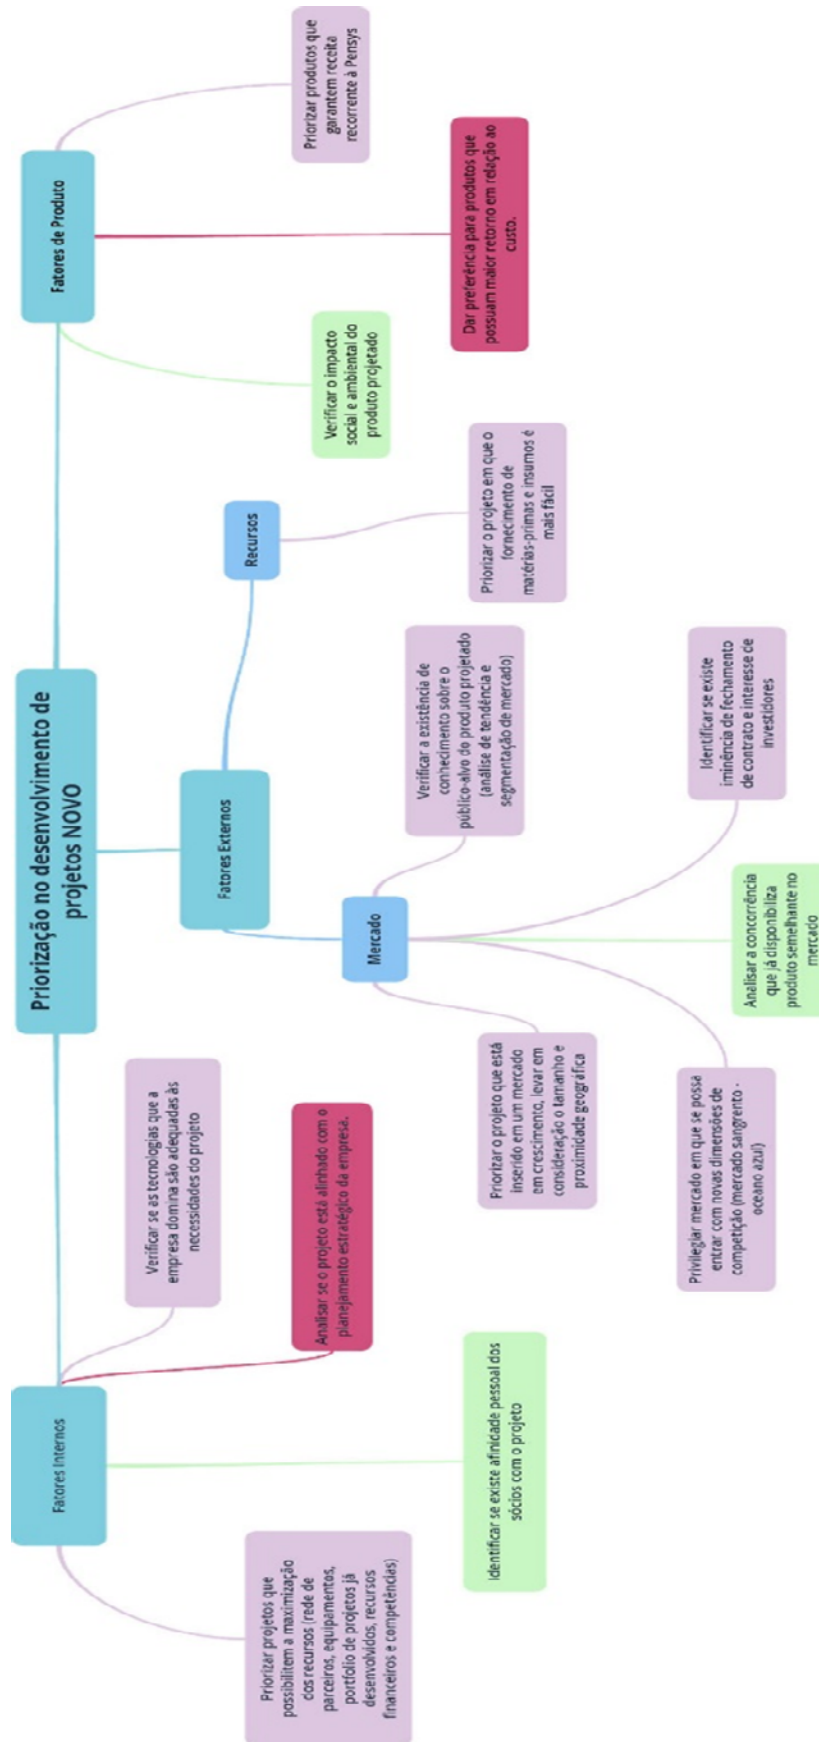 Priorização no desenvolvimento de
projetos NOVO
Fatores Internos
Priorizar projetos que
possibilitem a maximização
dos recursos (rede de
parceiros, equipamentos,
portfolio de projetos já
desenvolvidos, recursos
financeiros e competências)
Identificar se existe afinidade pessoal dos
sócios com o projeto
Analisar se o projeto está alinhado com o
planejamento estratégico da empresa.
Verificar se as tecnologias que a
empresa domina são adequadas às
necessidades do projeto
Fatores Externos
Mercado
Priorizar o projeto que está
inserido em um mercado
em crescimento, levar em
consideração o tamanho e
proximidade geográfica
Privilegiar mercado em que se possa
entrar com novas dimensões de
competição (mercado sangrento -
oceano azul)
Analisar a concorrência
que já disponibiliza
produto semelhante no
mercado
Identificar se existe
iminência de fechamento
de contrato e interesse de
investidores
Verificar a existência de
conhecimento sobre o
público-alvo do produto projetado
(análise de tendência e
segmentação de mercado)
Recursos
Priorizar o projeto em que o
fornecimento de
matérias-primas e insumos é
mais fácil
Fatores de Produto
Verificar o impacto
social e ambiental do
produto projetado
Dar preferência para produtos que
possuam maior retorno em relação ao
custo.
Priorizar produtos que
garantem receita
recorrente à Pensys